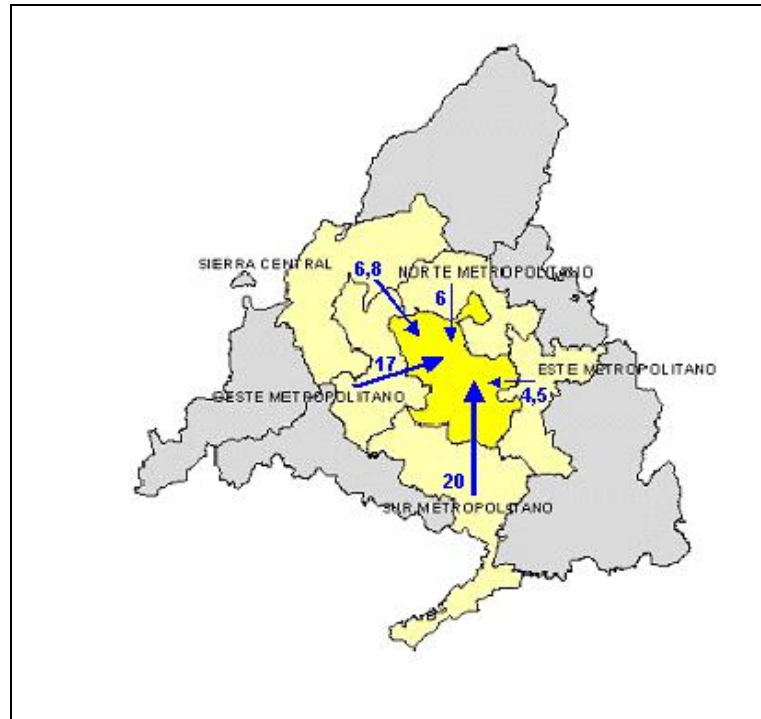 SIERRA CENTRAL
6,8
NORTE METROPOLITANO
6
17
ESTE METROPOLITANO
OESTE METROPOLITANO
4,5
20
SUR METROPOLITANO